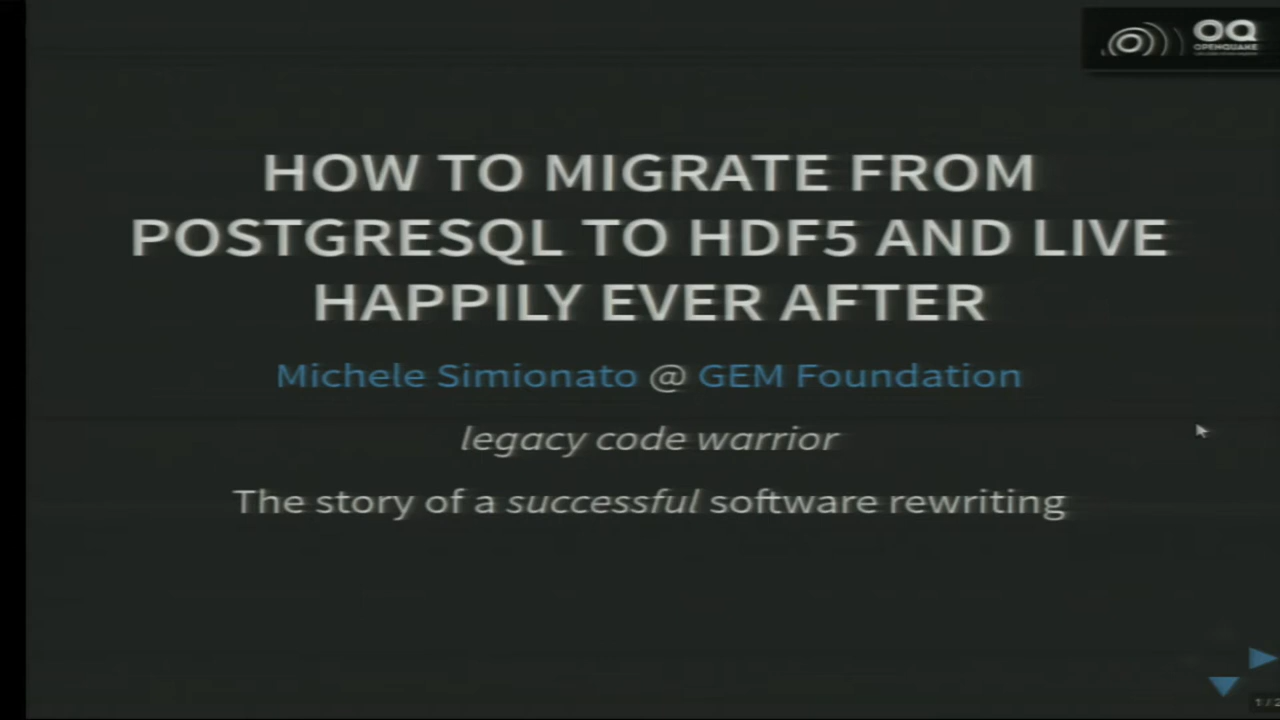 OQ
OPENQUAKE
HOW TO MIGRATE FROM
POSTGRESQL TO HDF5 AND LIVE
HAPPILY EVER AFTER
Michele Simionato @ GEM Foundation
legacy code warrior
The story of a successful software rewriting